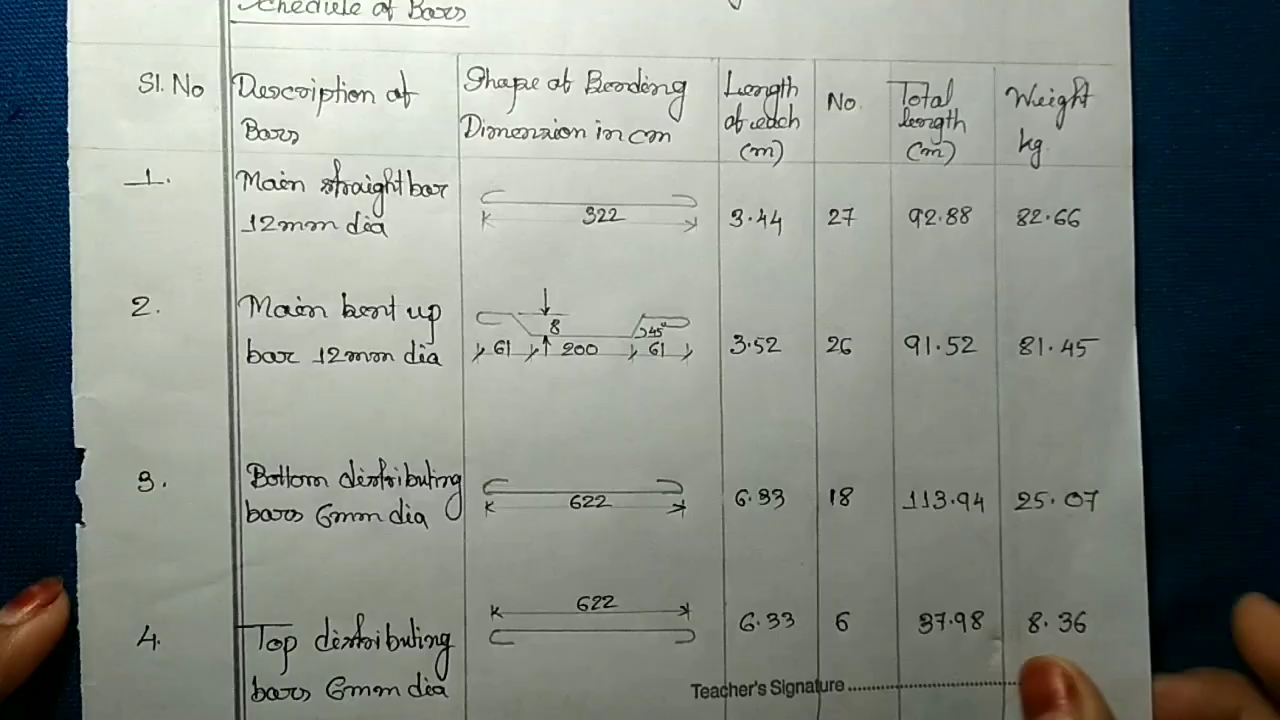 Schedule of Bars
Sl. No
Description of
Bars
Shape of Bending
Dimension in cm
Length
of each
(m)
No.
Total
length
(m)
Weight
kg.
1.
Main straight bar
12mm dia
322
3.44
27
92.88
82.66
2.
Main bent up
bar 12mm dia
8
45°
61
200
61
3.52
26
91.52
81.45
3.
Bottom distributing
bars 6mm dia
622
6.33
18
113.94
25.07
4.
Top distributing
bars 6mm dia
622
6.33
6
37.98
8.36
Teacher's Signature